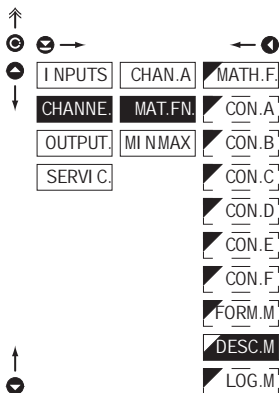 INPUTS CHAN.A MATH.F.
CHANNE. MAT.FN. CON.A
OUTPUT. MINMAX CON.B
SERVIC. CON.C
CON.D
CON.E
CON.F
FORM.M
DESC.M
LOG.M